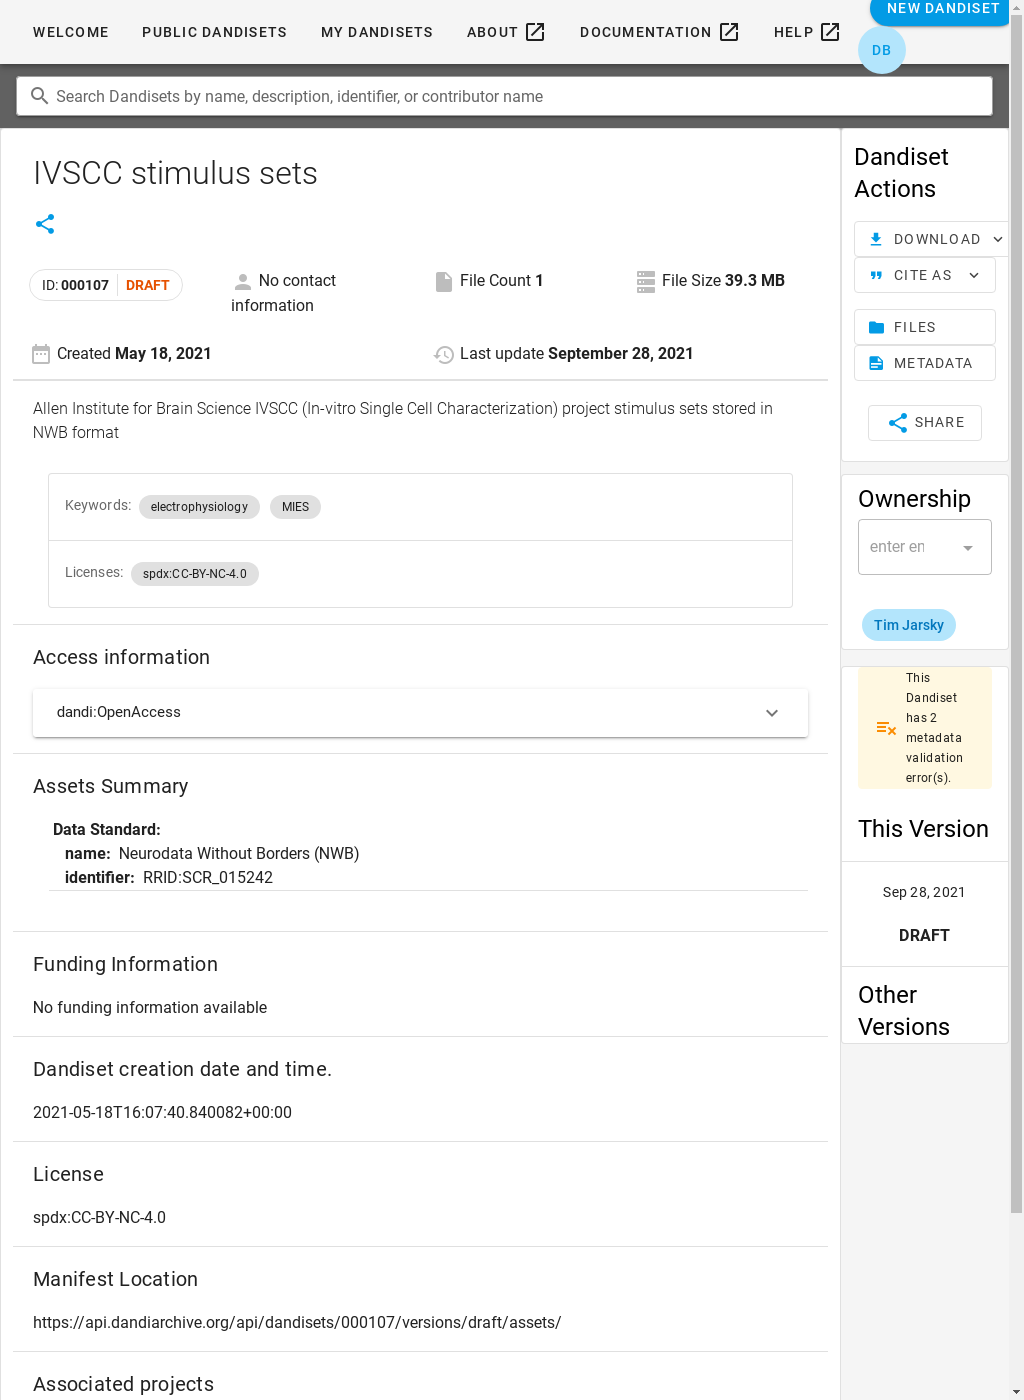 WELCOME
PUBLIC DANDISETS
MY DANDISETS
ABOUT
DOCUMENTATION
HELP
NEW DANDISET
DB
Search Dandisets by name, description, identifier, or contributor name
IVSCC stimulus sets
ID: 000107 DRAFT
No contact
information
File Count 1
File Size 39.3 MB
Created May 18, 2021
Last update September 28, 2021
Allen Institute for Brain Science IVSCC (In-vitro Single Cell Characterization) project stimulus sets stored in
NWB format
Keywords: electrophysiology MIES
Licenses: spdx:CC-BY-NC-4.0
Access information
dandi:OpenAccess
Assets Summary
Data Standard:
name: Neurodata Without Borders (NWB)
identifier: RRID:SCR_015242
Funding Information
No funding information available
Dandiset creation date and time.
2021-05-18T16:07:40.840082+00:00
License
spdx:CC-BY-NC-4.0
Manifest Location
https://api.dandiarchive.org/api/dandisets/000107/versions/draft/assets/
Associated projects
Dandiset
Actions
DOWNLOAD
CITE AS
FILES
METADATA
SHARE
Ownership
enter en
Tim Jarsky
This
Dandiset
has 2
metadata
validation
error(s).
This Version
Sep 28, 2021
DRAFT
Other
Versions